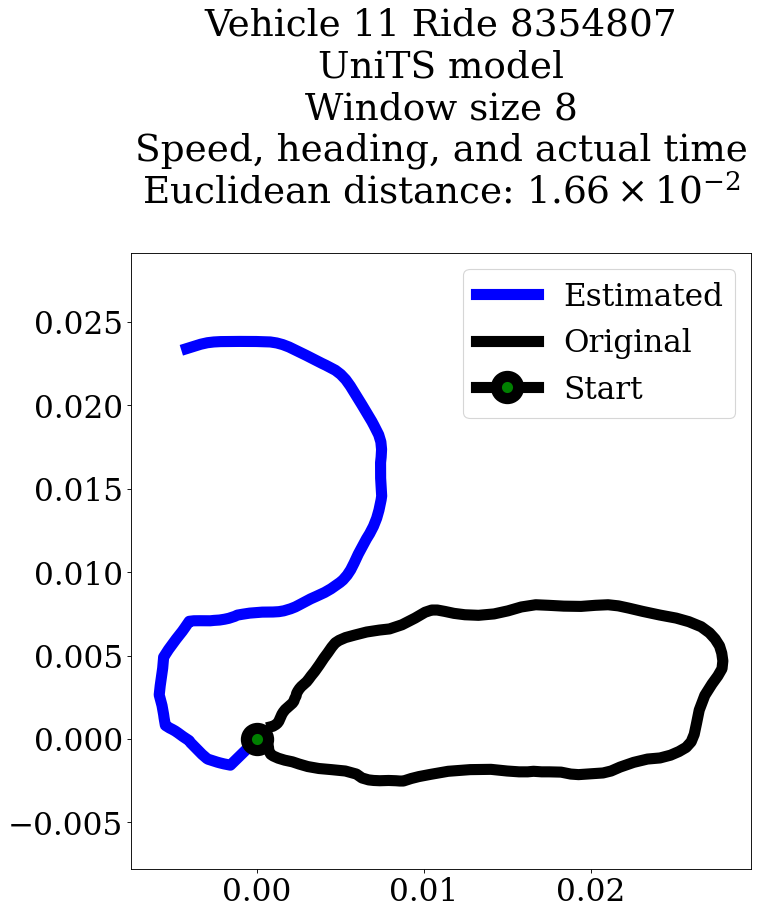 Vehicle 11 Ride 8354807
UniTS model
Window size 8
Speed, heading, and actual time
Euclidean distance: 1.66 × 10⁻²
Estimated
Original
Start
0.025
0.020
0.015
0.010
0.005
0.000
−0.005
0.00 0.01 0.02